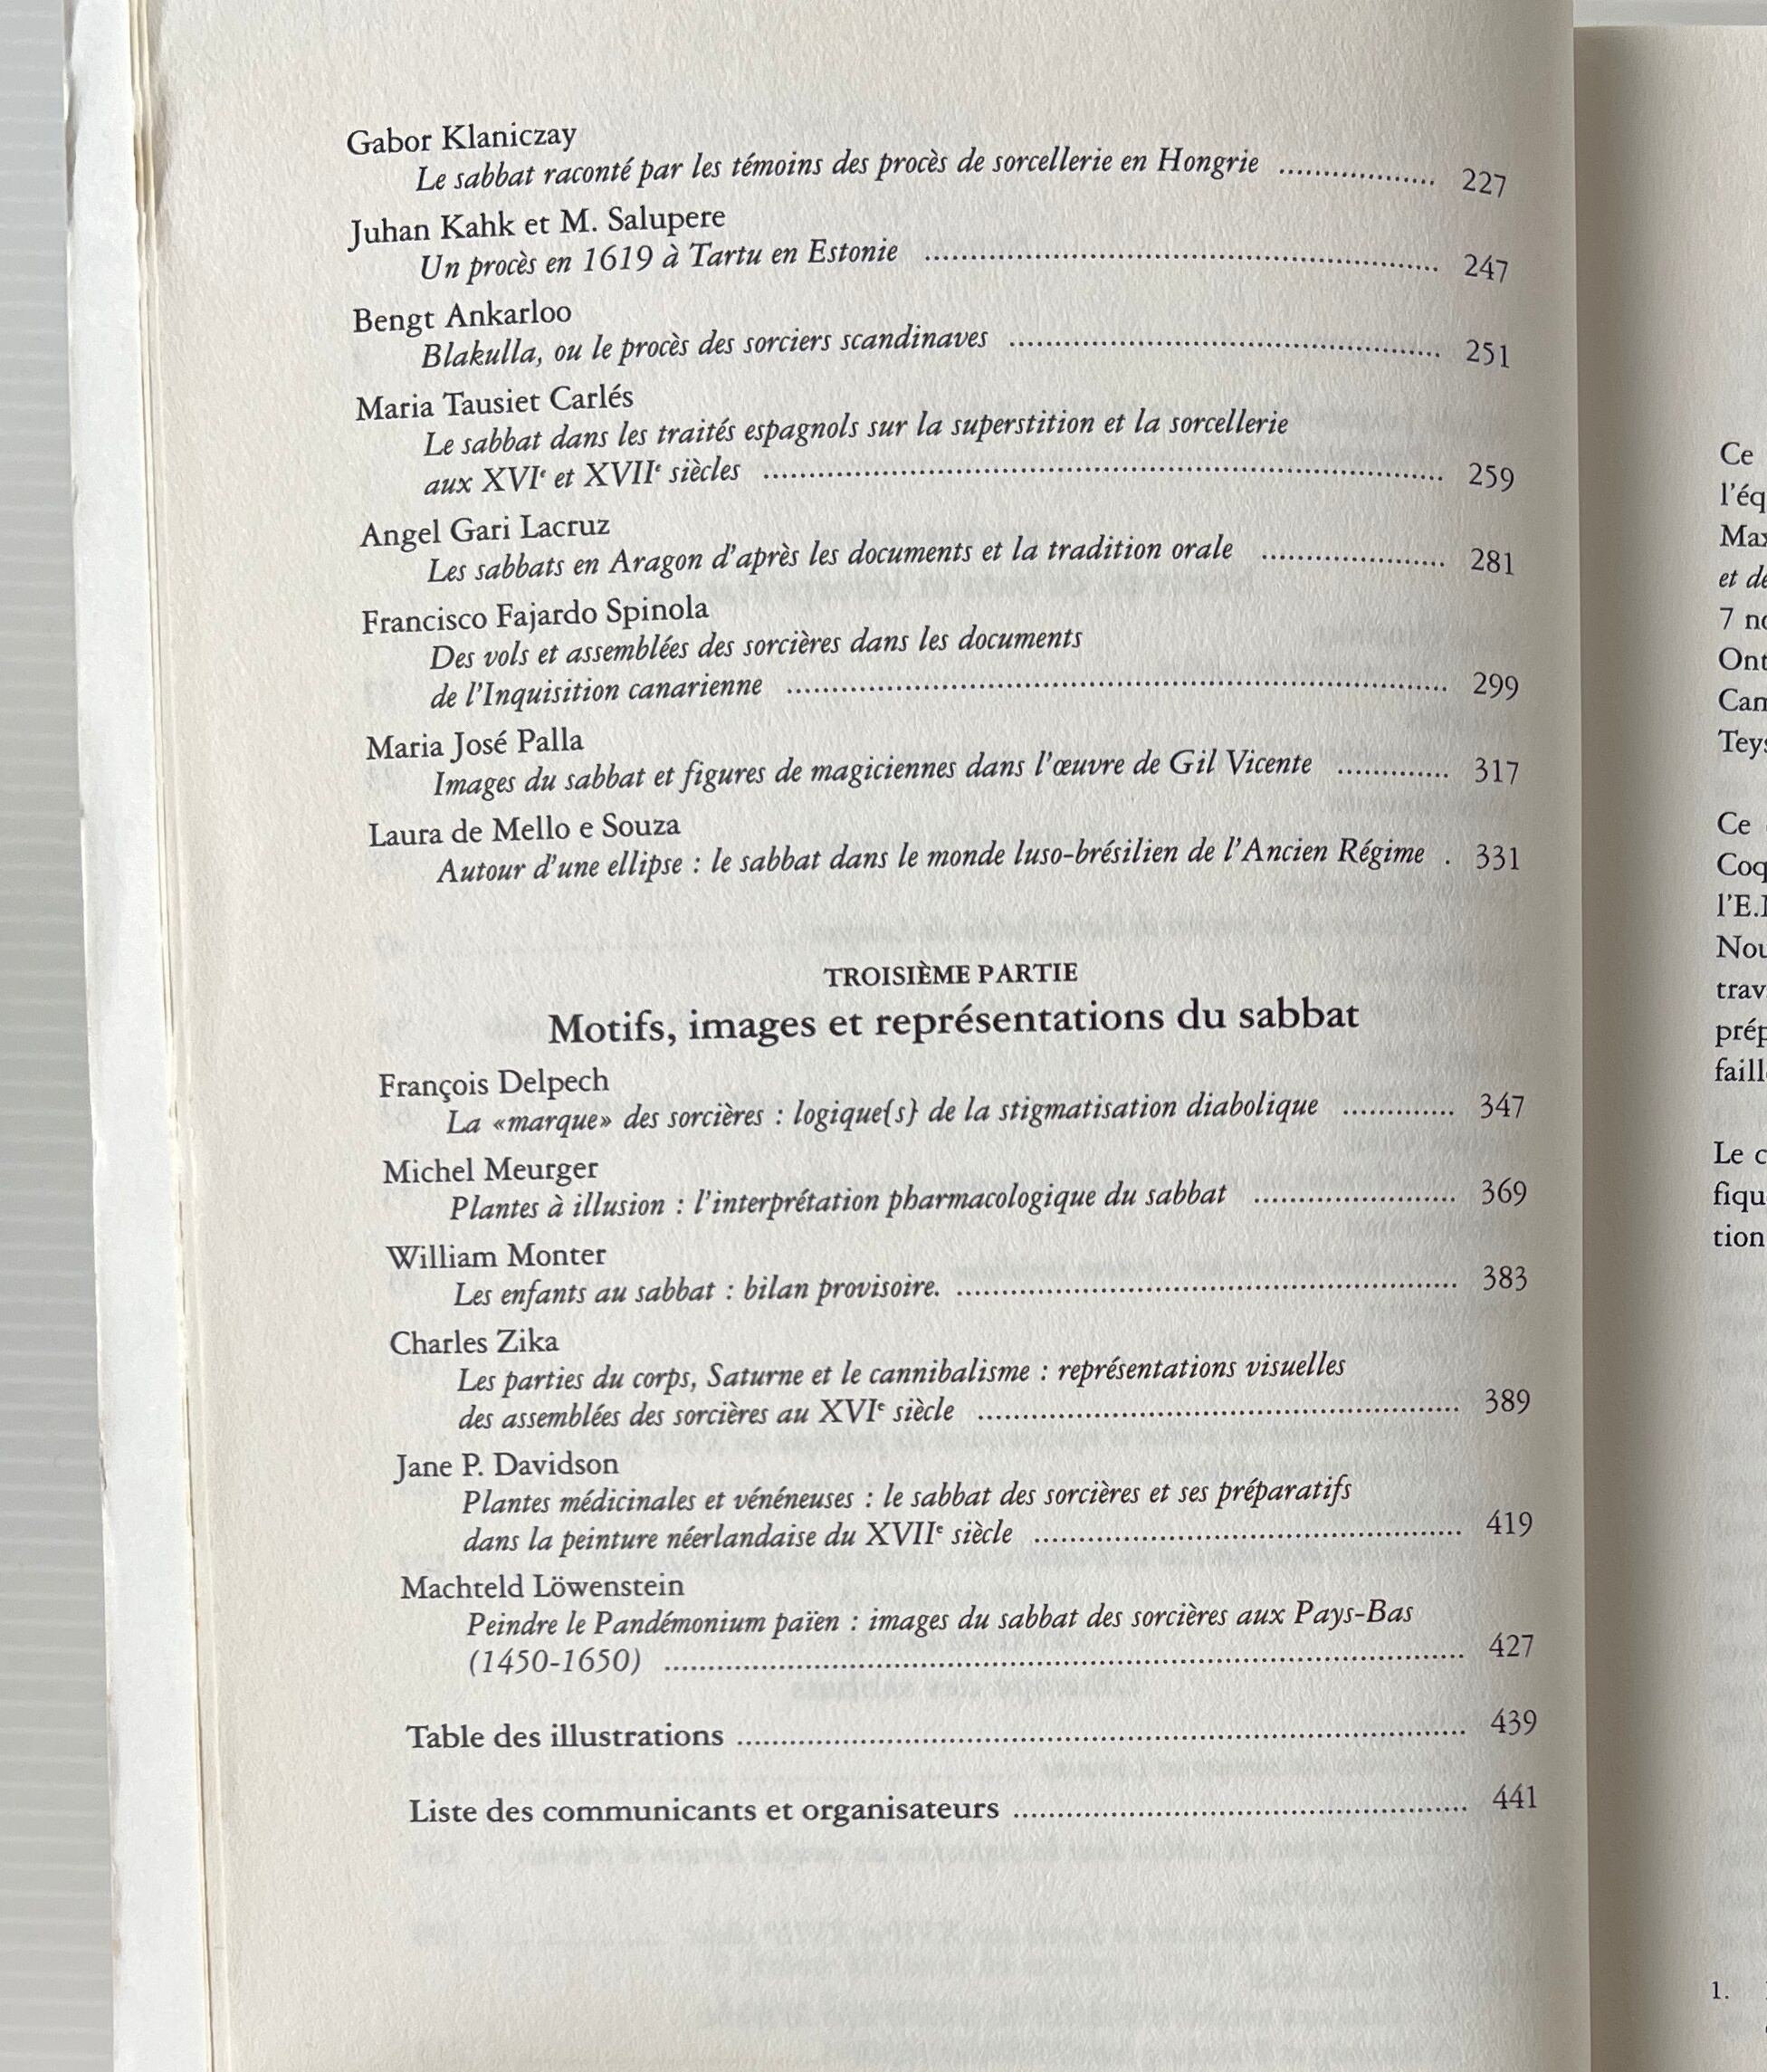 Gabor Klaniczay
Le sabbat raconté par les témoins des procès de sorcellerie en Hongrie .................. 227
Juhan Kahk et M. Salupere
Un procès en 1619 à Tartu en Estonie .................. 247
Bengt Ankarloo
Blakulla, ou le procès des sorciers scandinaves .................. 251
Maria Tausiet Carlés
Le sabbat dans les traités espagnols sur la superstition et la sorcellerie
aux XVIe et XVIIe siècles .................. 259
Angel Gari Lacruz
Les sabbats en Aragon d'après les documents et la tradition orale .................. 281
Francisco Fajardo Spinola
Des vols et assemblées des sorcières dans les documents
de l'Inquisition canarienne .................. 299
Maria José Palla
Images du sabbat et figures de magiciennes dans l'œuvre de Gil Vicente ............. 317
Laura de Mello e Souza
Autour d'une ellipse : le sabbat dans le monde luso-brésilien de l'Ancien Régime . 331
TROISIÈME PARTIE
Motifs, images et représentations du sabbat
François Delpech
La «marque» des sorcières : logique{s} de la stigmatisation diabolique ............. 347
Michel Meurger
Plantes à illusion : l'interprétation pharmacologique du sabbat .................. 369
William Monter
Les enfants au sabbat : bilan provisoire. .................. 383
Charles Zika
Les parties du corps, Saturne et le cannibalisme : représentations visuelles
des assemblées des sorcières au XVIe siècle .................. 389
Jane P. Davidson
Plantes médicinales et vénéneuses : le sabbat des sorcières et ses préparatifs
dans la peinture néerlandaise du XVIIe siècle .................. 419
Machteld Löwenstein
Peindre le Pandémonium païen : images du sabbat des sorcières aux Pays-Bas
(1450-1650) .................. 427
Table des illustrations .................. 439
Liste des communicants et organisateurs .................. 441
Ce
l'éq
Max
et de
7 no
Ont
Cam
Teys
Ce
Coq
l'E.
Nou
trav
prép
faill
Le c
fiqu
tion
1.